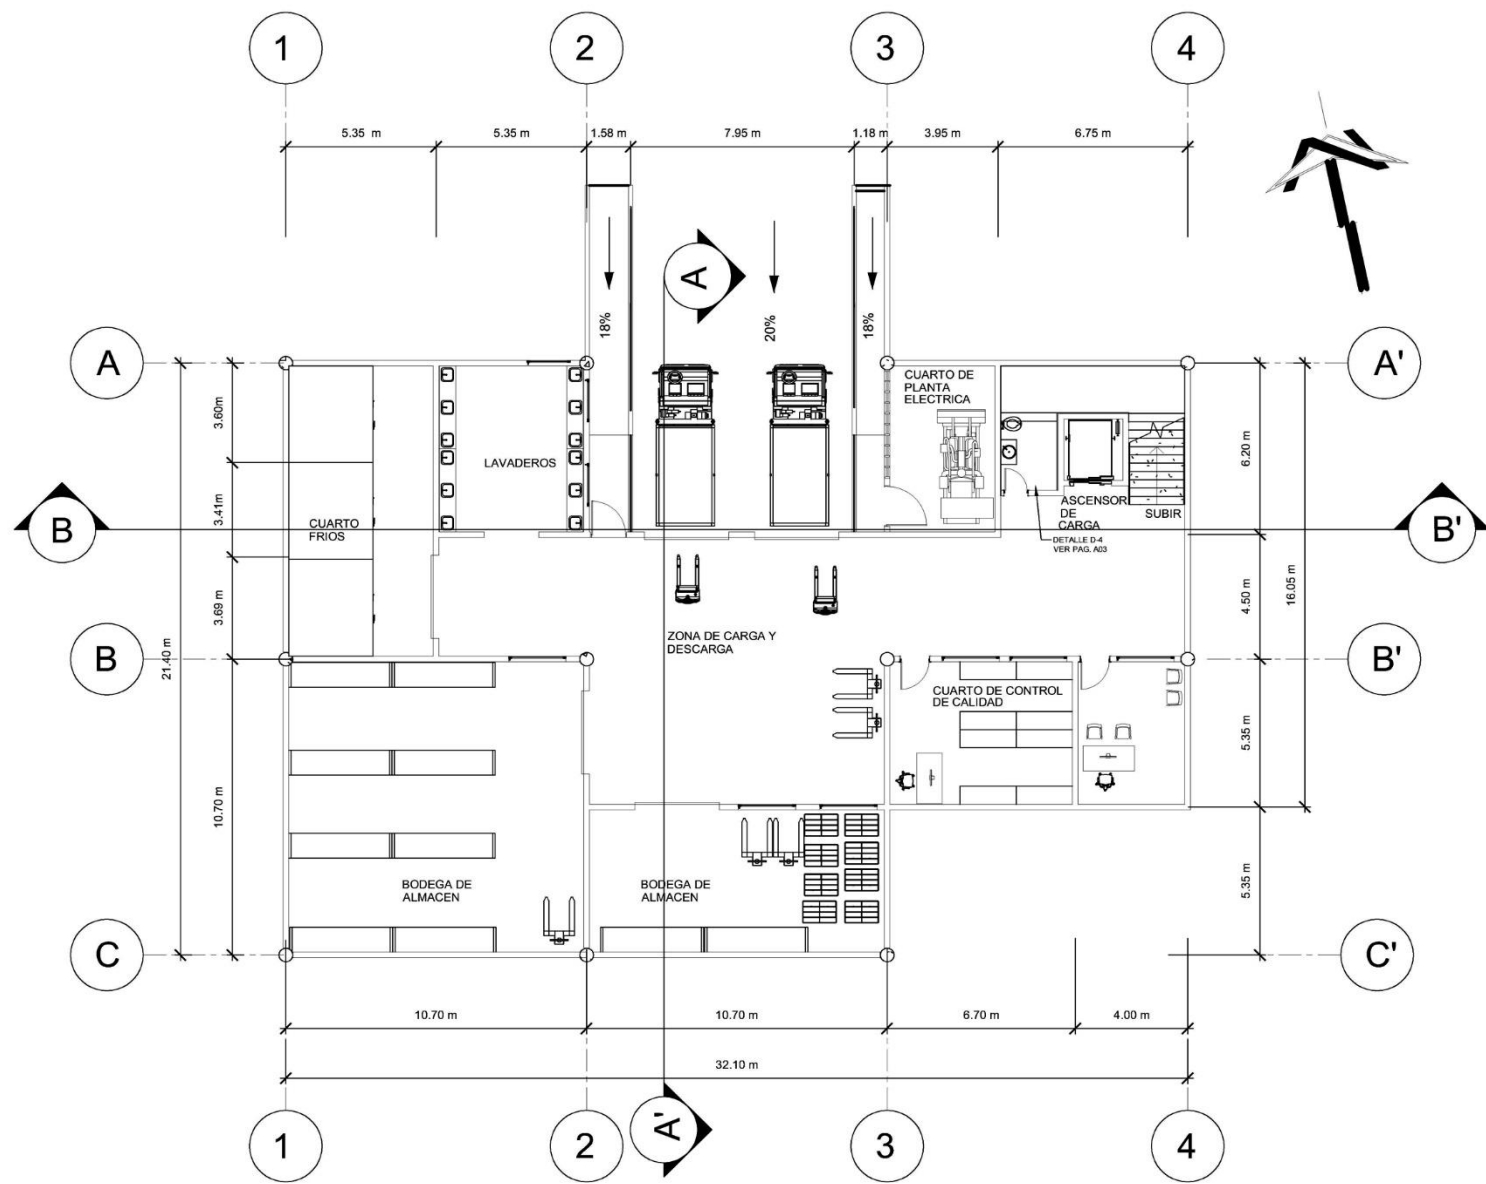 1
2
3
4
5.35 m
5.35 m
1.58 m
7.95 m
1.18 m
3.95 m
6.75 m
A
18%
20%
18%
A
A'
CUARTO DE
PLANTA
ELECTRICA
3.60m
LAVADEROS
6.20 m
3.41m
B
CUARTO
FRIOS
ASCENSOR
DE
CARGA
SUBIR
B'
DETALLE D-4
VER PAG. A03
3.69 m
4.50 m
16.05 m
21.40 m
B
ZONA DE CARGA Y
DESCARGA
B'
CUARTO DE CONTROL
DE CALIDAD
5.35 m
10.70 m
BODEGA DE
ALMACEN
BODEGA DE
ALMACEN
5.35 m
C
C'
10.70 m
10.70 m
6.70 m
4.00 m
32.10 m
1
2
A'
3
4